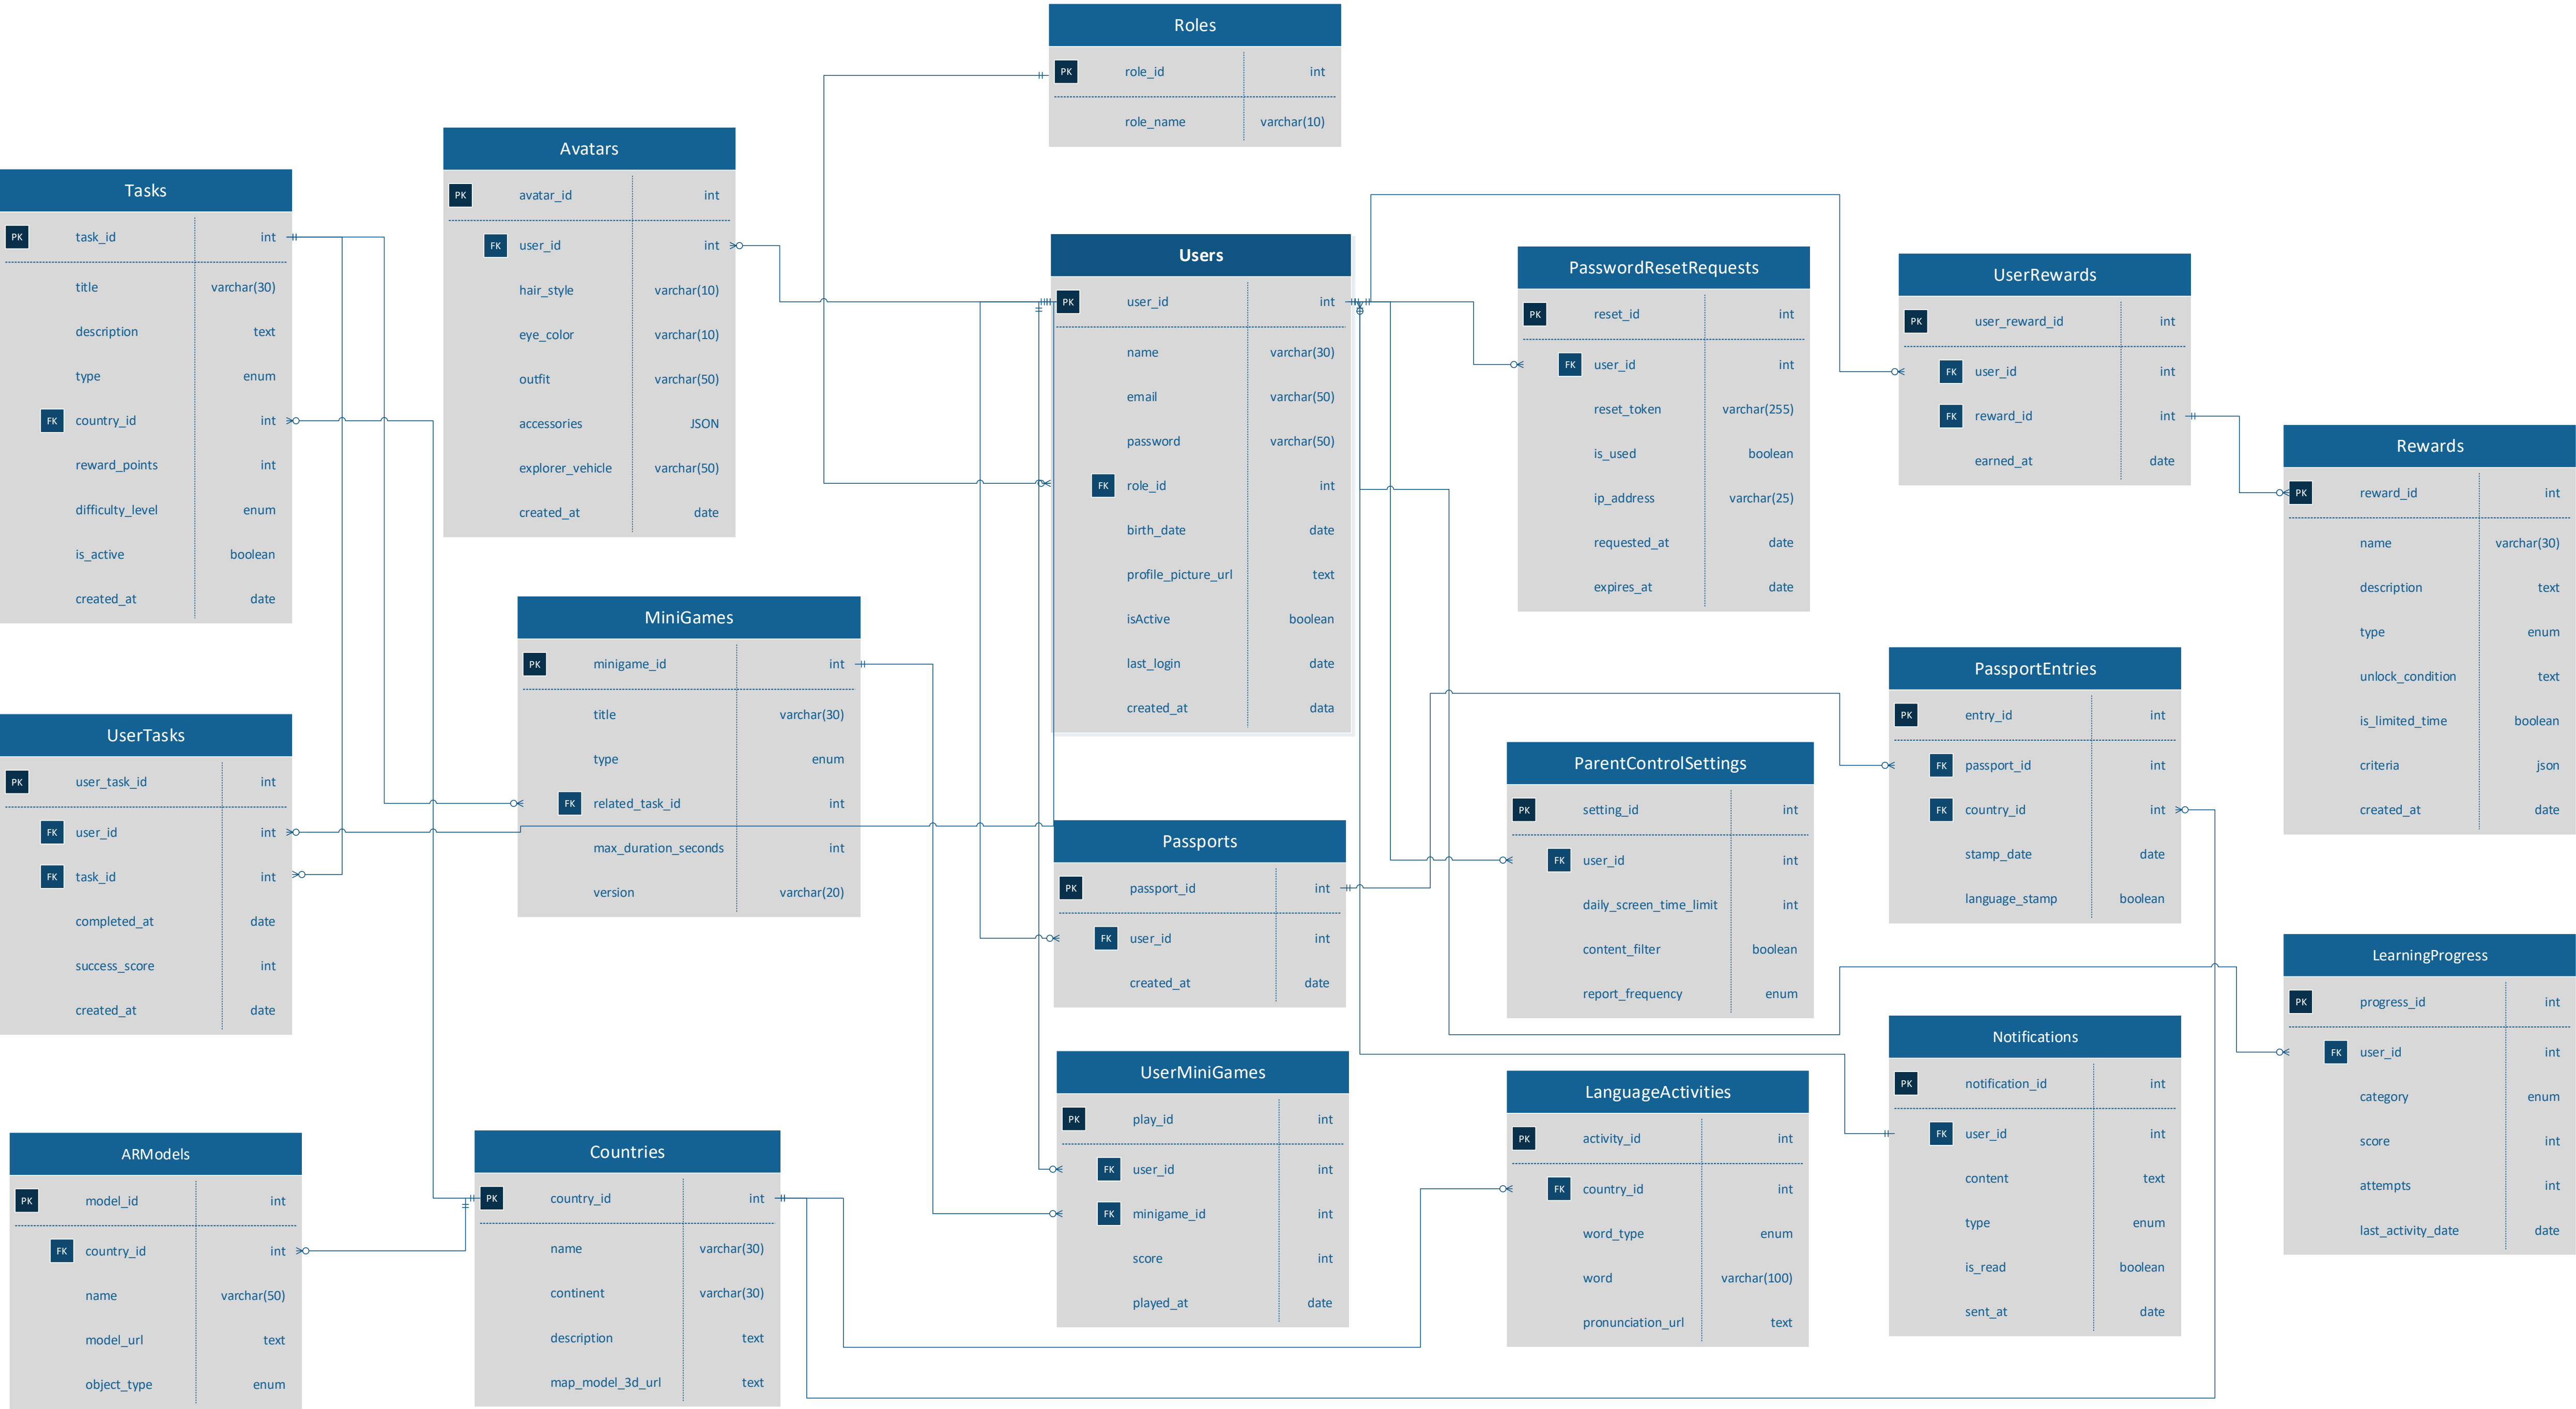 Roles
PK role_id int
role_name varchar(10)
Avatars
PK avatar_id int
FK user_id int
hair_style varchar(10)
eye_color varchar(10)
outfit varchar(50)
accessories JSON
explorer_vehicle varchar(50)
created_at date
Tasks
PK task_id int
title varchar(30)
description text
type enum
FK country_id int
reward_points int
difficulty_level enum
is_active boolean
created_at date
Users
PK user_id int
name varchar(30)
email varchar(50)
password varchar(50)
FK role_id int
birth_date date
profile_picture_url text
isActive boolean
last_login date
created_at data
PasswordResetRequests
PK reset_id int
FK user_id int
reset_token varchar(255)
is_used boolean
ip_address varchar(25)
requested_at date
expires_at date
UserRewards
PK user_reward_id int
FK user_id int
FK reward_id int
earned_at date
Rewards
PK reward_id int
name varchar(30)
description text
type enum
unlock_condition text
is_limited_time boolean
criteria json
created_at date
MiniGames
PK minigame_id int
title varchar(30)
type enum
FK related_task_id int
max_duration_seconds int
version varchar(20)
UserTasks
PK user_task_id int
FK user_id int
FK task_id int
completed_at date
success_score int
created_at date
Passports
PK passport_id int
FK user_id int
created_at date
ParentControlSettings
PK setting_id int
FK user_id int
daily_screen_time_limit int
content_filter boolean
report_frequency enum
PassportEntries
PK entry_id int
FK passport_id int
FK country_id int
stamp_date date
language_stamp boolean
LearningProgress
PK progress_id int
FK user_id int
category enum
score int
attempts int
last_activity_date date
Notifications
PK notification_id int
FK user_id int
content text
type enum
is_read boolean
sent_at date
UserMiniGames
PK play_id int
FK user_id int
FK minigame_id int
score int
played_at date
LanguageActivities
PK activity_id int
FK country_id int
word_type enum
word varchar(100)
pronunciation_url text
ARModels
PK model_id int
FK country_id int
name varchar(50)
model_url text
object_type enum
Countries
PK country_id int
name varchar(30)
continent varchar(30)
description text
map_model_3d_url text